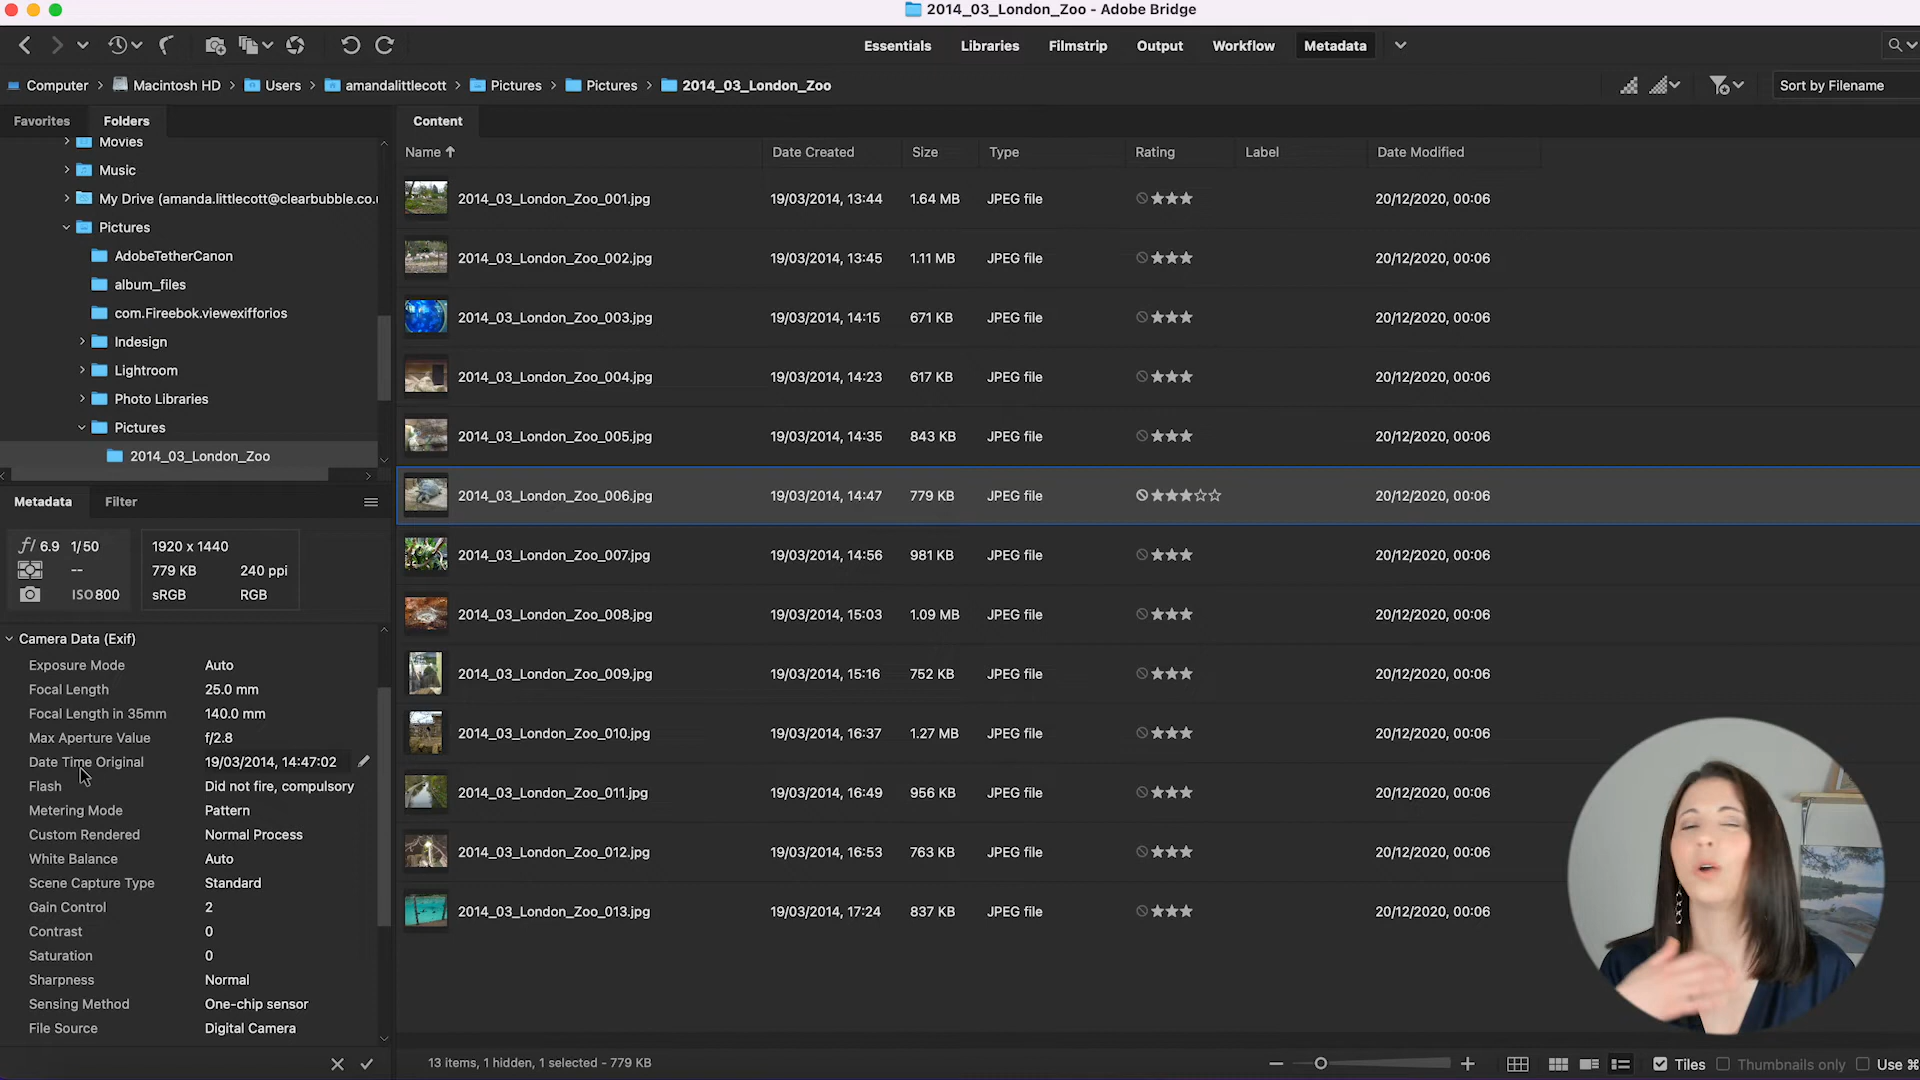 2014_03_London_Zoo - Adobe Bridge
Essentials Libraries Filmstrip Output Workflow Metadata
Computer Macintosh HD Users amandalittlecott Pictures Pictures 2014_03_London_Zoo
Sort by Filename
Favorites Folders
Content
Movies
Music
My Drive (amanda.littlecott@clearbubble.co.u
Pictures
AdobeTetherCanon
album_files
com.Fireebok.viewexifforios
Indesign
Lightroom
Photo Libraries
Pictures
2014_03_London_Zoo
Name Date Created Size Type Rating Label Date Modified
2014_03_London_Zoo_001.jpg 19/03/2014, 13:44 1.64 MB JPEG file 20/12/2020, 00:06
2014_03_London_Zoo_002.jpg 19/03/2014, 13:45 1.11 MB JPEG file 20/12/2020, 00:06
2014_03_London_Zoo_003.jpg 19/03/2014, 14:15 671 KB JPEG file 20/12/2020, 00:06
2014_03_London_Zoo_004.jpg 19/03/2014, 14:23 617 KB JPEG file 20/12/2020, 00:06
2014_03_London_Zoo_005.jpg 19/03/2014, 14:35 843 KB JPEG file 20/12/2020, 00:06
2014_03_London_Zoo_006.jpg 19/03/2014, 14:47 779 KB JPEG file 20/12/2020, 00:06
2014_03_London_Zoo_007.jpg 19/03/2014, 14:56 981 KB JPEG file 20/12/2020, 00:06
2014_03_London_Zoo_008.jpg 19/03/2014, 15:03 1.09 MB JPEG file 20/12/2020, 00:06
2014_03_London_Zoo_009.jpg 19/03/2014, 15:16 752 KB JPEG file 20/12/2020, 00:06
2014_03_London_Zoo_010.jpg 19/03/2014, 16:37 1.27 MB JPEG file 20/12/2020, 00:06
2014_03_London_Zoo_011.jpg 19/03/2014, 16:49 956 KB JPEG file 20/12/2020, 00:06
2014_03_London_Zoo_012.jpg 19/03/2014, 16:53 763 KB JPEG file 20/12/2020, 00:06
2014_03_London_Zoo_013.jpg 19/03/2014, 17:24 837 KB JPEG file 20/12/2020, 00:06
Metadata Filter
f/ 6.9 1/50 1920 x 1440
-- 779 KB 240 ppi
ISO800 sRGB RGB
Camera Data (Exif)
Exposure Mode Auto
Focal Length 25.0 mm
Focal Length in 35mm 140.0 mm
Max Aperture Value f/2.8
Date Time Original 19/03/2014, 14:47:02
Flash Did not fire, compulsory
Metering Mode Pattern
Custom Rendered Normal Process
White Balance Auto
Scene Capture Type Standard
Gain Control 2
Contrast 0
Saturation 0
Sharpness Normal
Sensing Method One-chip sensor
File Source Digital Camera
13 items, 1 hidden, 1 selected - 779 KB
Tiles Thumbnails only Use ⌘